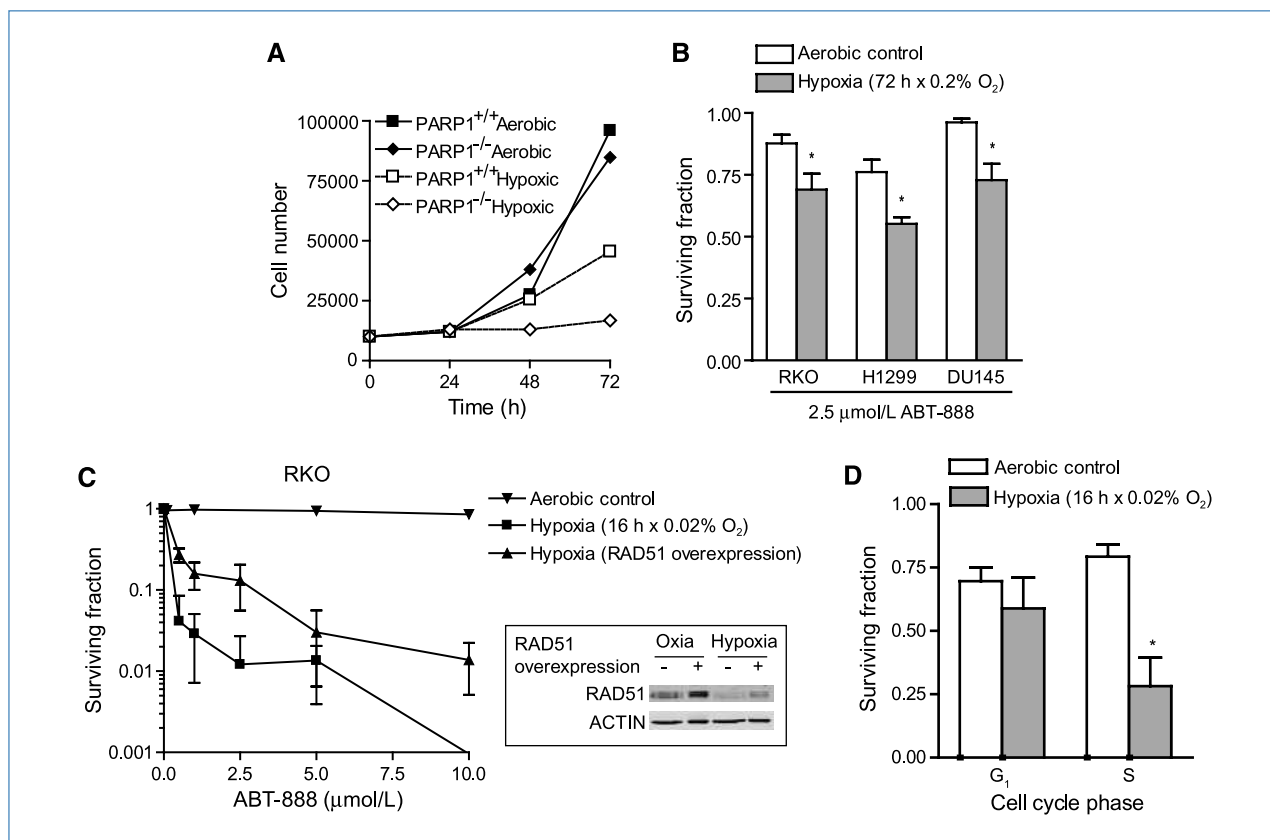 A
100000
75000
50000
25000
0
Cell number
PARP1+/+Aerobic
PARP1-/-Aerobic
PARP1+/+Hypoxic
PARP1-/-Hypoxic
0 24 48 72
Time (h)
B
Aerobic control
Hypoxia (72 h x 0.2% O2)
1.00
0.75
0.50
0.25
0.00
Surviving fraction
* * *
RKO H1299 DU145
2.5 μmol/L ABT-888
C
RKO
1
0.1
0.01
0.001
Surviving fraction
0.0 2.5 5.0 7.5 10.0
ABT-888 (μmol/L)
Aerobic control
Hypoxia (16 h x 0.02% O2)
Hypoxia (RAD51 overexpression)
RAD51 Oxia Hypoxia
overexpression - + - +
RAD51
ACTIN
D
Aerobic control
Hypoxia (16 h x 0.02% O2)
1.00
0.75
0.50
0.25
0.00
Surviving fraction
*
G1 S
Cell cycle phase